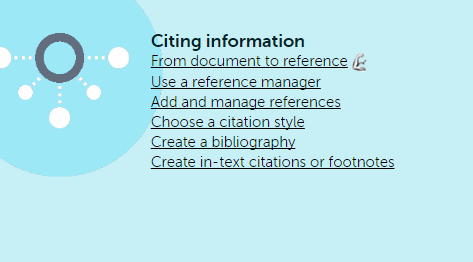 Citing information
From document to reference
Use a reference manager
Add and manage references
Choose a citation style
Create a bibliography
Create in-text citations or footnotes